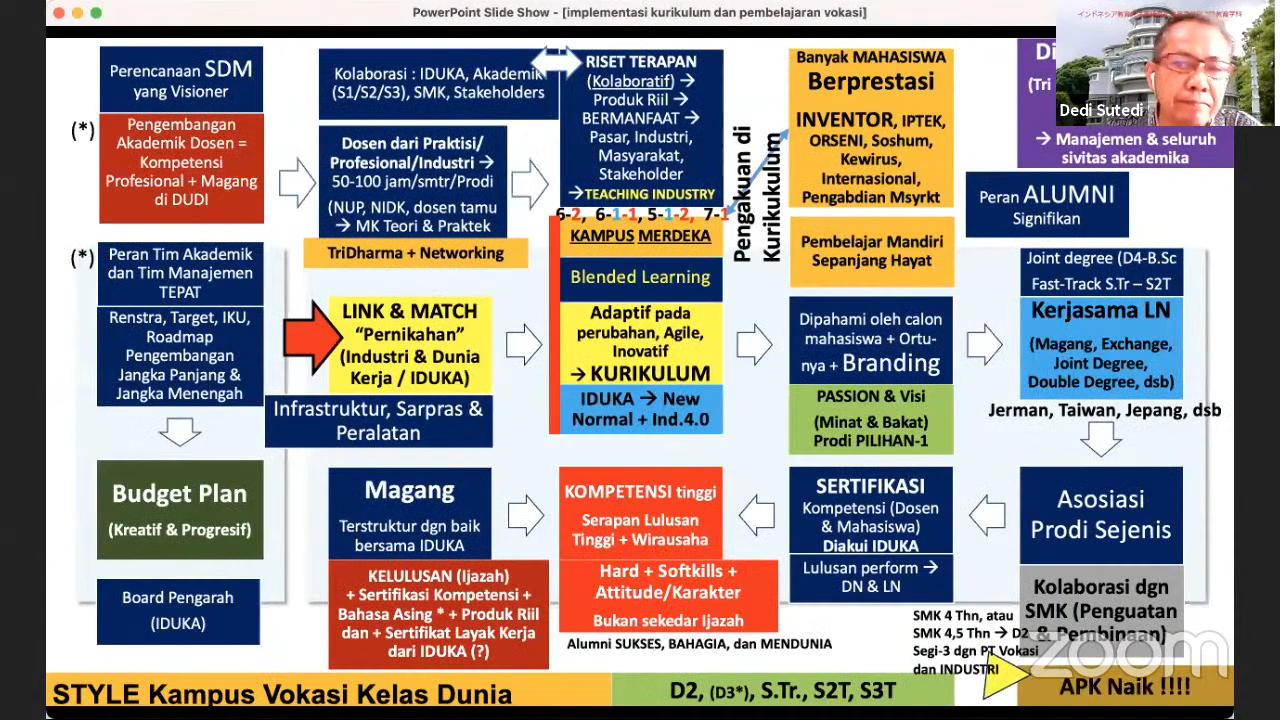 PowerPoint Slide Show - [implementasi kurikulum dan pembelajaran vokasi]
Dedi Sutedi
Perencanaan SDM
yang Visioner
(*)
Pengembangan
Akademik Dosen =
Kompetensi
Profesional + Magang
di DUDI
Kolaborasi : IDUKA, Akademik
(S1/S2/S3), SMK, Stakeholders
Dosen dari Praktisi/
Profesional/Industri →
50-100 jam/smtr/Prodi
(NUP, NIDK, dosen tamu
→ MK Teori & Praktek
TriDharma + Networking
RISET TERAPAN
(Kolaboratif) →
Produk Riil →
BERMANFAAT →
Pasar, Industri,
Masyarakat,
Stakeholder
→TEACHING INDUSTRY
6-2, 6-1-1, 5-1-2, 7-1
KAMPUS MERDEKA
Blended Learning
Adaptif pada
perubahan, Agile,
Inovatif
→ KURIKULUM
IDUKA → New
Normal + Ind.4.0
Pengakuan di
Kurikukulum
Banyak MAHASISWA
Berprestasi
INVENTOR, IPTEK,
ORSENI, Soshum,
Kewirus,
Internasional,
Pengabdian Msyrkt
Pembelajar Mandiri
Sepanjang Hayat
(Tri
→ Manajemen & seluruh
sivitas akademika
Peran ALUMNI
Signifikan
(*)
Peran Tim Akademik
dan Tim Manajemen
TEPAT
Renstra, Target, IKU,
Roadmap
Pengembangan
Jangka Panjang &
Jangka Menengah
LINK & MATCH
“Pernikahan”
(Industri & Dunia
Kerja / IDUKA)
Infrastruktur, Sarpras &
Peralatan
Dipahami oleh calon
mahasiswa + Ortu-
nya + Branding
PASSION & Visi
(Minat & Bakat)
Prodi PILIHAN-1
Joint degree (D4-B.Sc
Fast-Track S.Tr – S2T
Kerjasama LN
(Magang, Exchange,
Joint Degree,
Double Degree, dsb)
Jerman, Taiwan, Jepang, dsb
Budget Plan
(Kreatif & Progresif)
Board Pengarah
(IDUKA)
Magang
Terstruktur dgn baik
bersama IDUKA
KELULUSAN (Ijazah)
+ Sertifikasi Kompetensi +
Bahasa Asing * + Produk Riil
dan + Sertifikat Layak Kerja
dari IDUKA (?)
KOMPETENSI tinggi
Serapan Lulusan
Tinggi + Wirausaha
Hard + Softkills +
Attitude/Karakter
Bukan sekedar Ijazah
Alumni SUKSES, BAHAGIA, dan MENDUNIA
SERTIFIKASI
Kompetensi (Dosen
& Mahasiswa)
Diakui IDUKA
Lulusan perform →
DN & LN
Asosiasi
Prodi Sejenis
Kolaborasi dgn
SMK (Penguatan
& Pembinaan)
SMK 4 Thn, atau
SMK 4,5 Thn → D2
Segi-3 dgn PT Vokasi
dan INDUSTRI
zoom
APK Naik !!!!
STYLE Kampus Vokasi Kelas Dunia
D2, (D3*), S.Tr., S2T, S3T